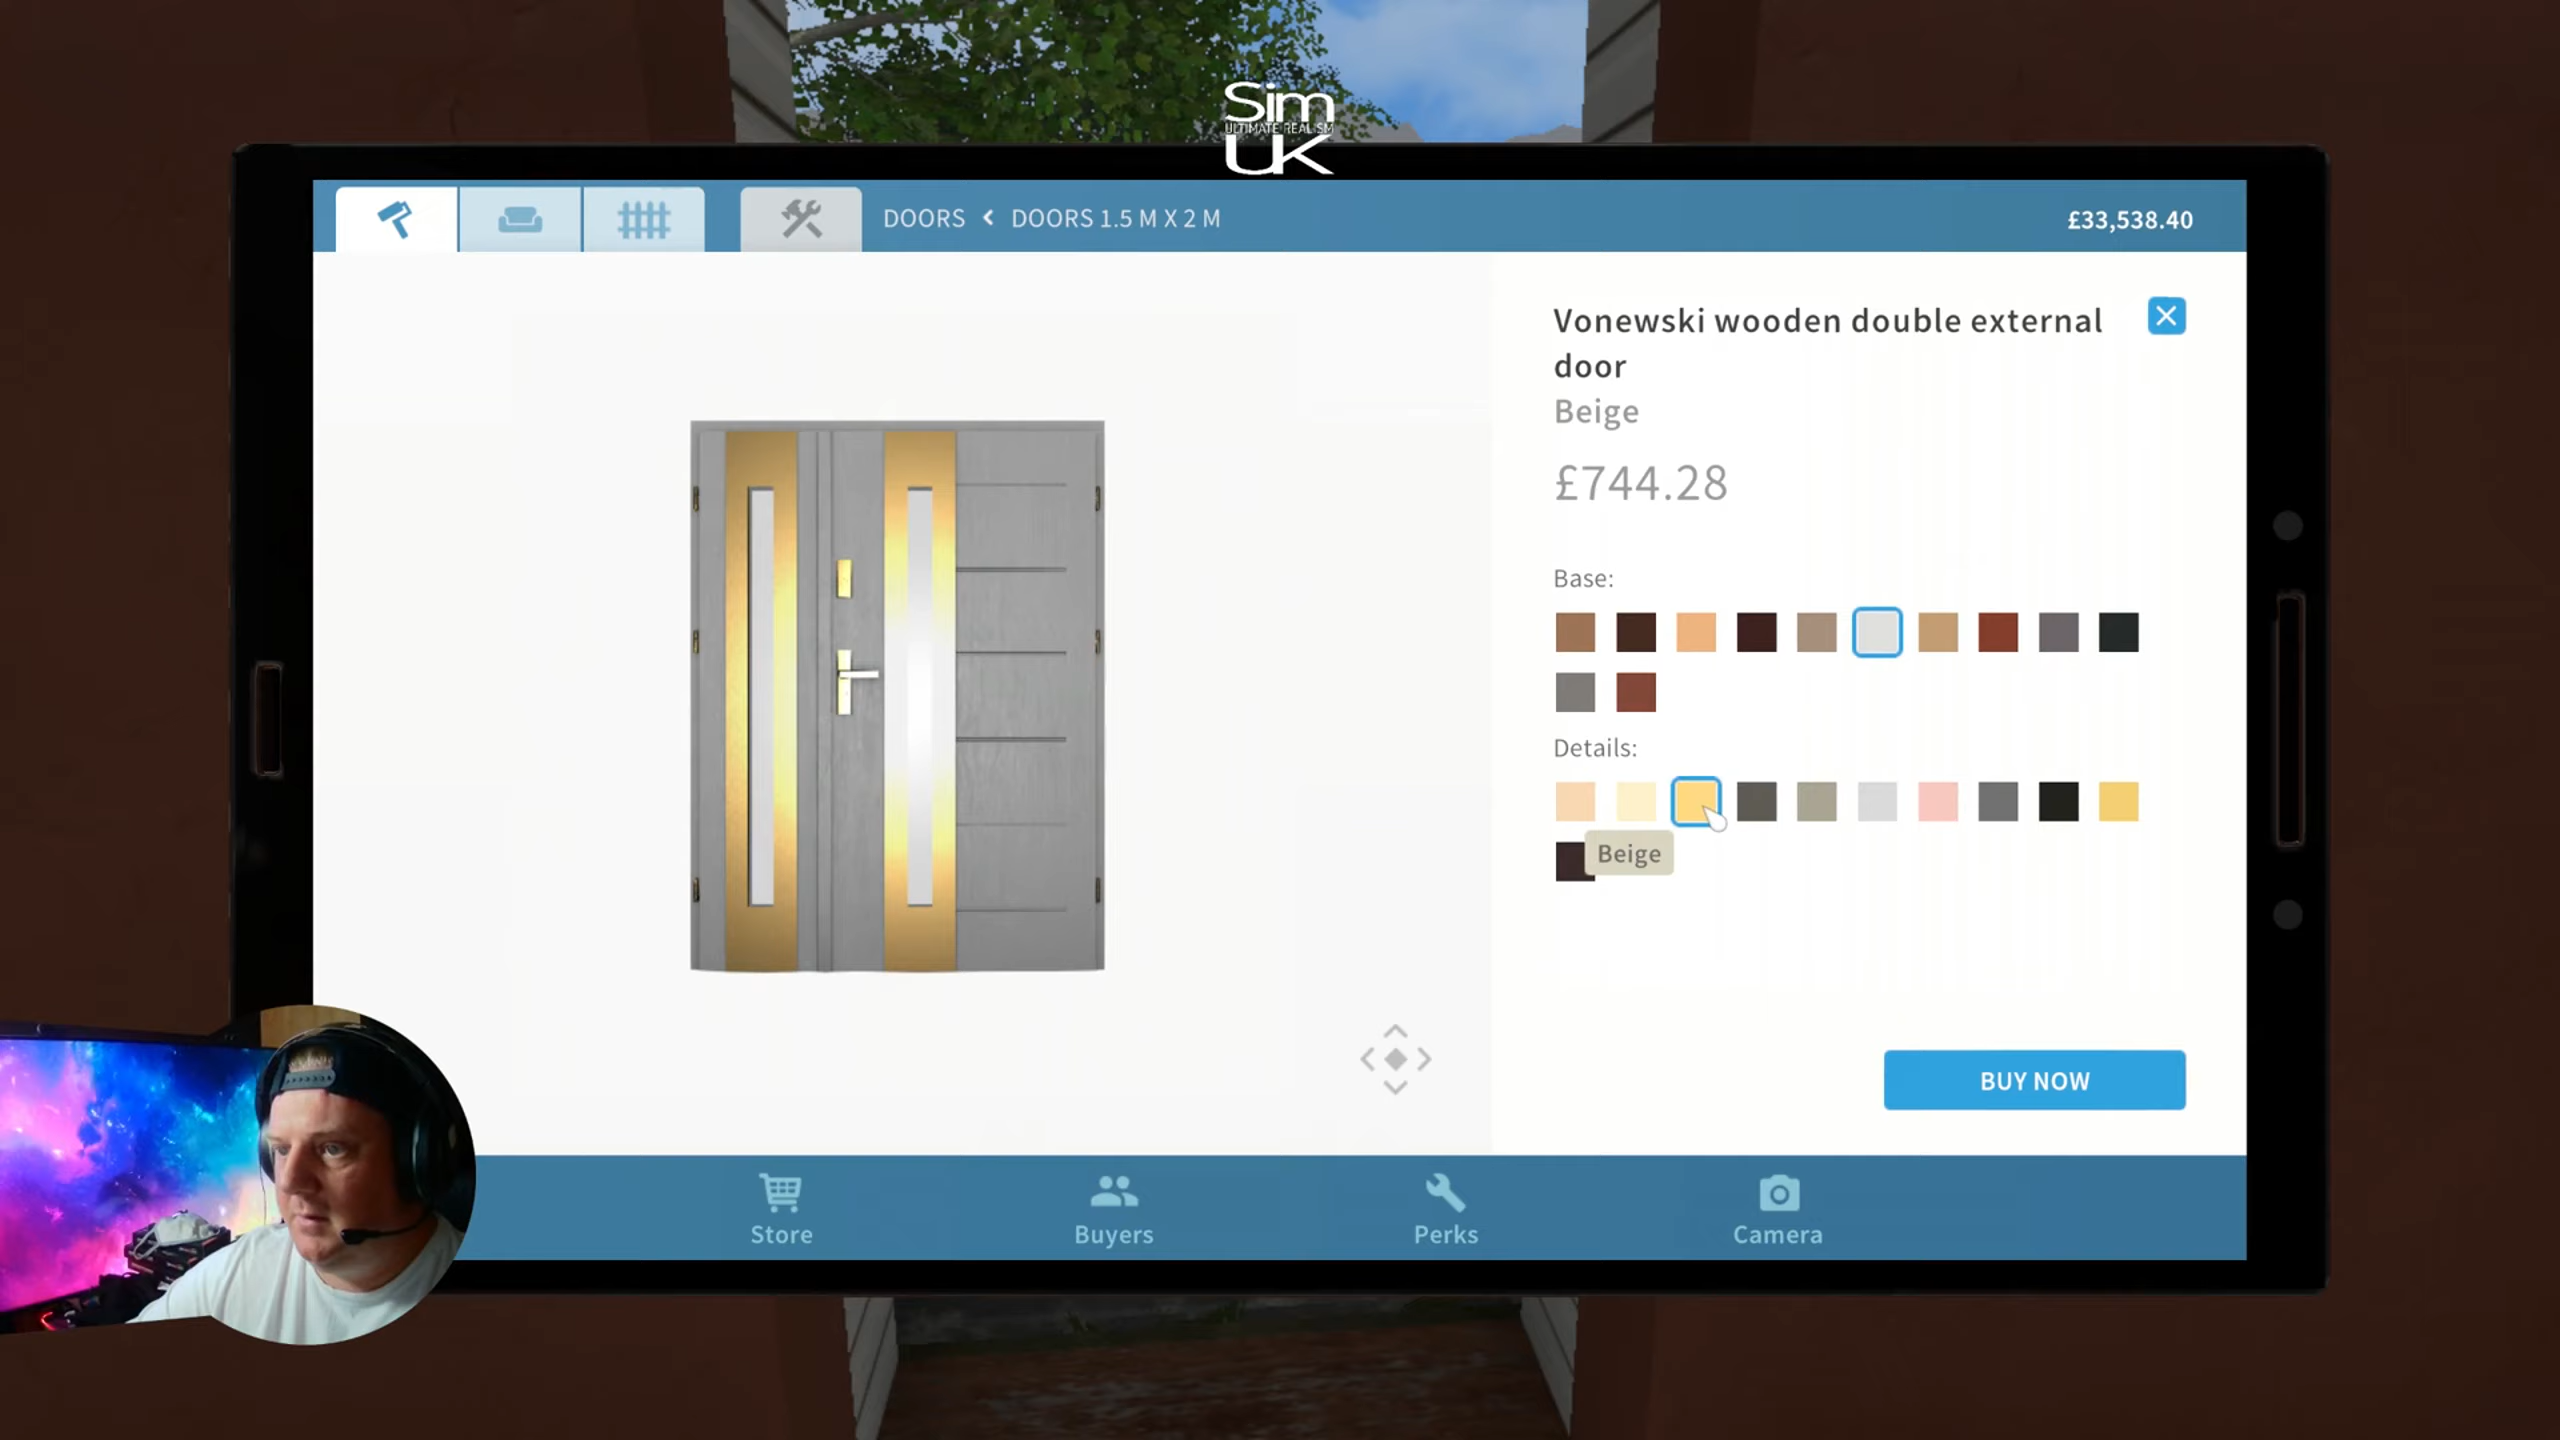 Sim
ULTIMATE REALISM
UK
DOORS < DOORS 1.5 M X 2 M
£33,538.40
Vonewski wooden double external
door
Beige
£744.28
Base:
Details:
Beige
BUY NOW
Store
Buyers
Perks
Camera